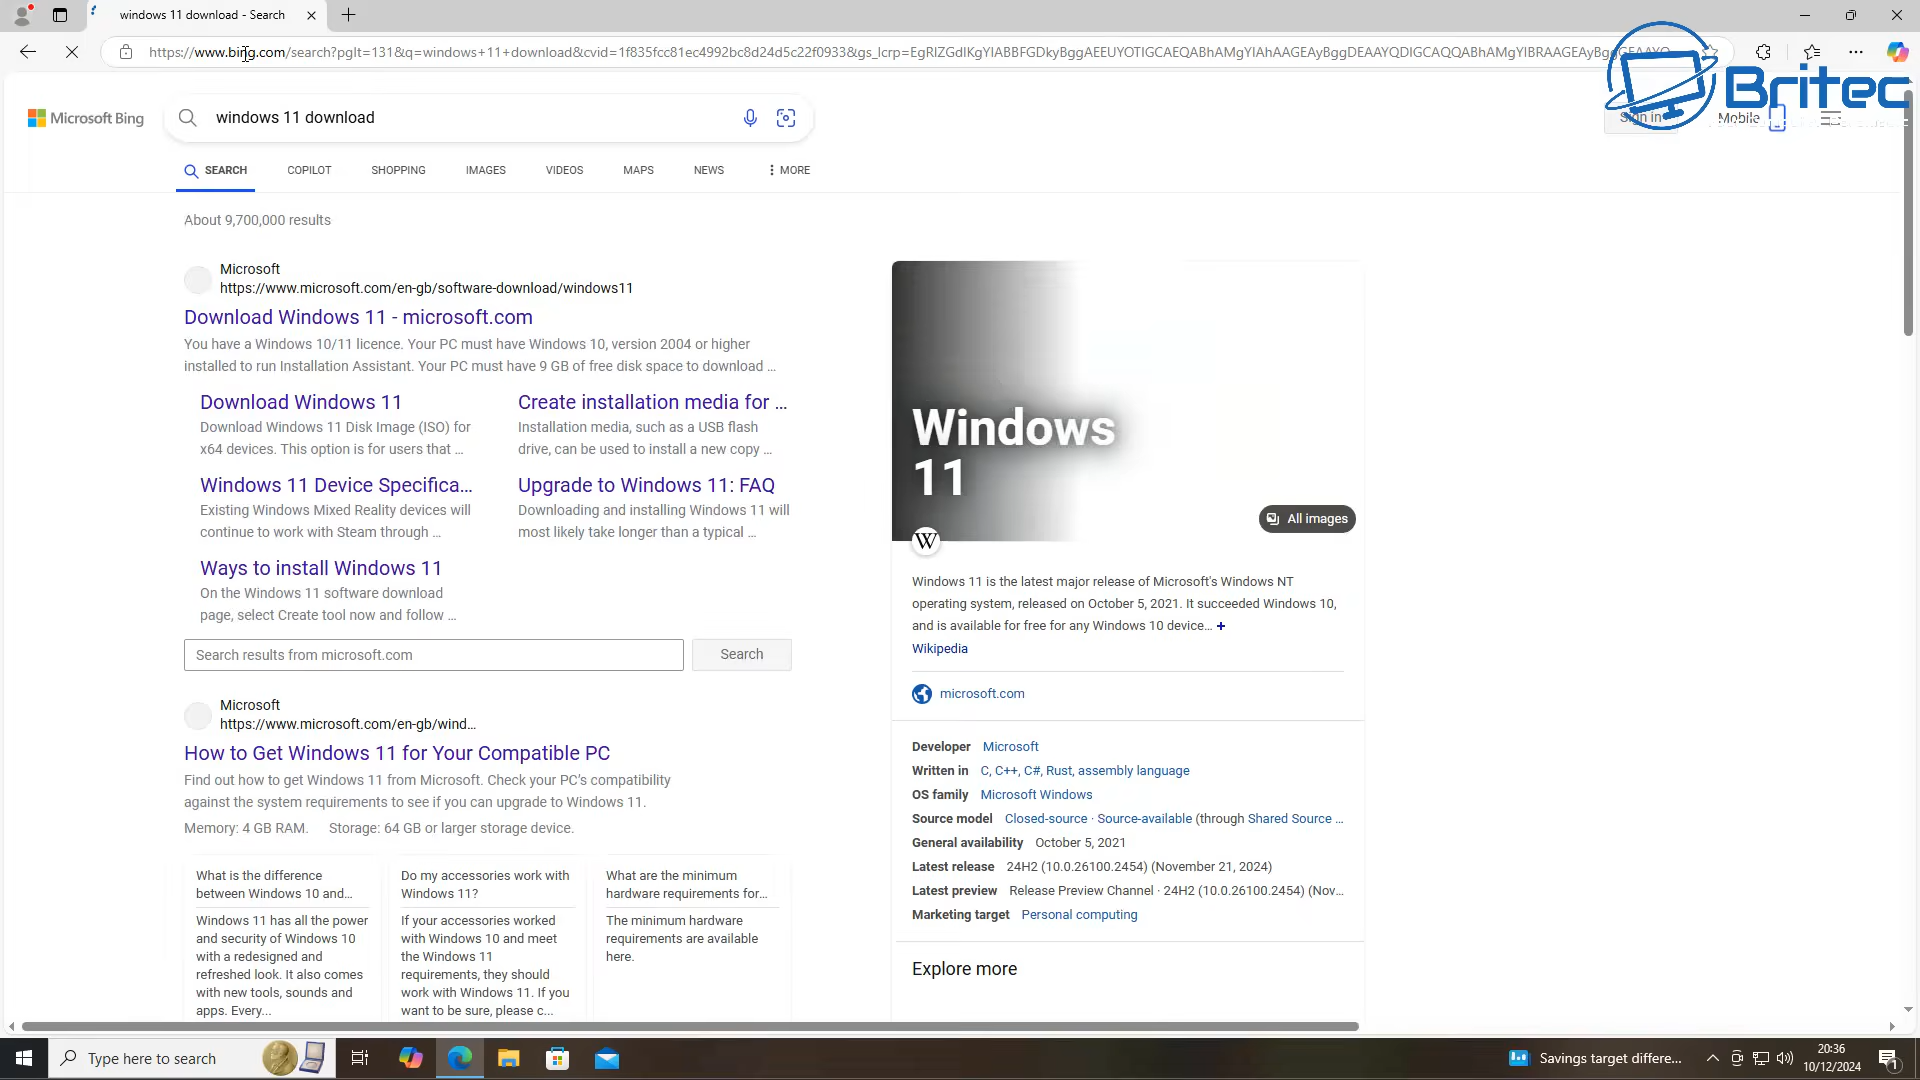 windows 11 download - Search
https://www.bing.com/search?pglt=131&q=windows+11+download&cvid=1f835fcc81ec4992bc8d24d5c22f0933&gs_lcrp=EgRlZGdlKgYIABBFGDkyBggAEEUYOTIGCAEQABhAMgYIAhAAGEAyBggDEAAYQDIGCAQQABhAMgYIBRAAGEAyBggGEAAYQ
Britec
Microsoft Bing
windows 11 download
Sign in
Mobile
SEARCH
COPILOT
SHOPPING
IMAGES
VIDEOS
MAPS
NEWS
MORE
About 9,700,000 results
Microsoft
https://www.microsoft.com/en-gb/software-download/windows11
Download Windows 11 - microsoft.com
You have a Windows 10/11 licence. Your PC must have Windows 10, version 2004 or higher
installed to run Installation Assistant. Your PC must have 9 GB of free disk space to download ...
Download Windows 11
Download Windows 11 Disk Image (ISO) for
x64 devices. This option is for users that ...
Create installation media for ...
Installation media, such as a USB flash
drive, can be used to install a new copy ...
Windows 11 Device Specifica...
Existing Windows Mixed Reality devices will
continue to work with Steam through ...
Upgrade to Windows 11: FAQ
Downloading and installing Windows 11 will
most likely take longer than a typical ...
Ways to install Windows 11
On the Windows 11 software download
page, select Create tool now and follow ...
Search results from microsoft.com
Search
Microsoft
https://www.microsoft.com/en-gb/wind...
How to Get Windows 11 for Your Compatible PC
Find out how to get Windows 11 from Microsoft. Check your PC's compatibility
against the system requirements to see if you can upgrade to Windows 11.
Memory: 4 GB RAM. Storage: 64 GB or larger storage device.
What is the difference
between Windows 10 and...
Windows 11 has all the power
and security of Windows 10
with a redesigned and
refreshed look. It also comes
with new tools, sounds and
apps. Every...
Do my accessories work with
Windows 11?
If your accessories worked
with Windows 10 and meet
the Windows 11
requirements, they should
work with Windows 11. If you
want to be sure, please c...
What are the minimum
hardware requirements for...
The minimum hardware
requirements are available
here.
Windows
11
All images
W
Windows 11 is the latest major release of Microsoft's Windows NT
operating system, released on October 5, 2021. It succeeded Windows 10,
and is available for free for any Windows 10 device... +
Wikipedia
microsoft.com
Developer Microsoft
Written in C, C++, C#, Rust, assembly language
OS family Microsoft Windows
Source model Closed-source · Source-available (through Shared Source ...
General availability October 5, 2021
Latest release 24H2 (10.0.26100.2454) (November 21, 2024)
Latest preview Release Preview Channel · 24H2 (10.0.26100.2454) (Nov...
Marketing target Personal computing
Explore more
Type here to search
Savings target differe...
20:36
10/12/2024
1